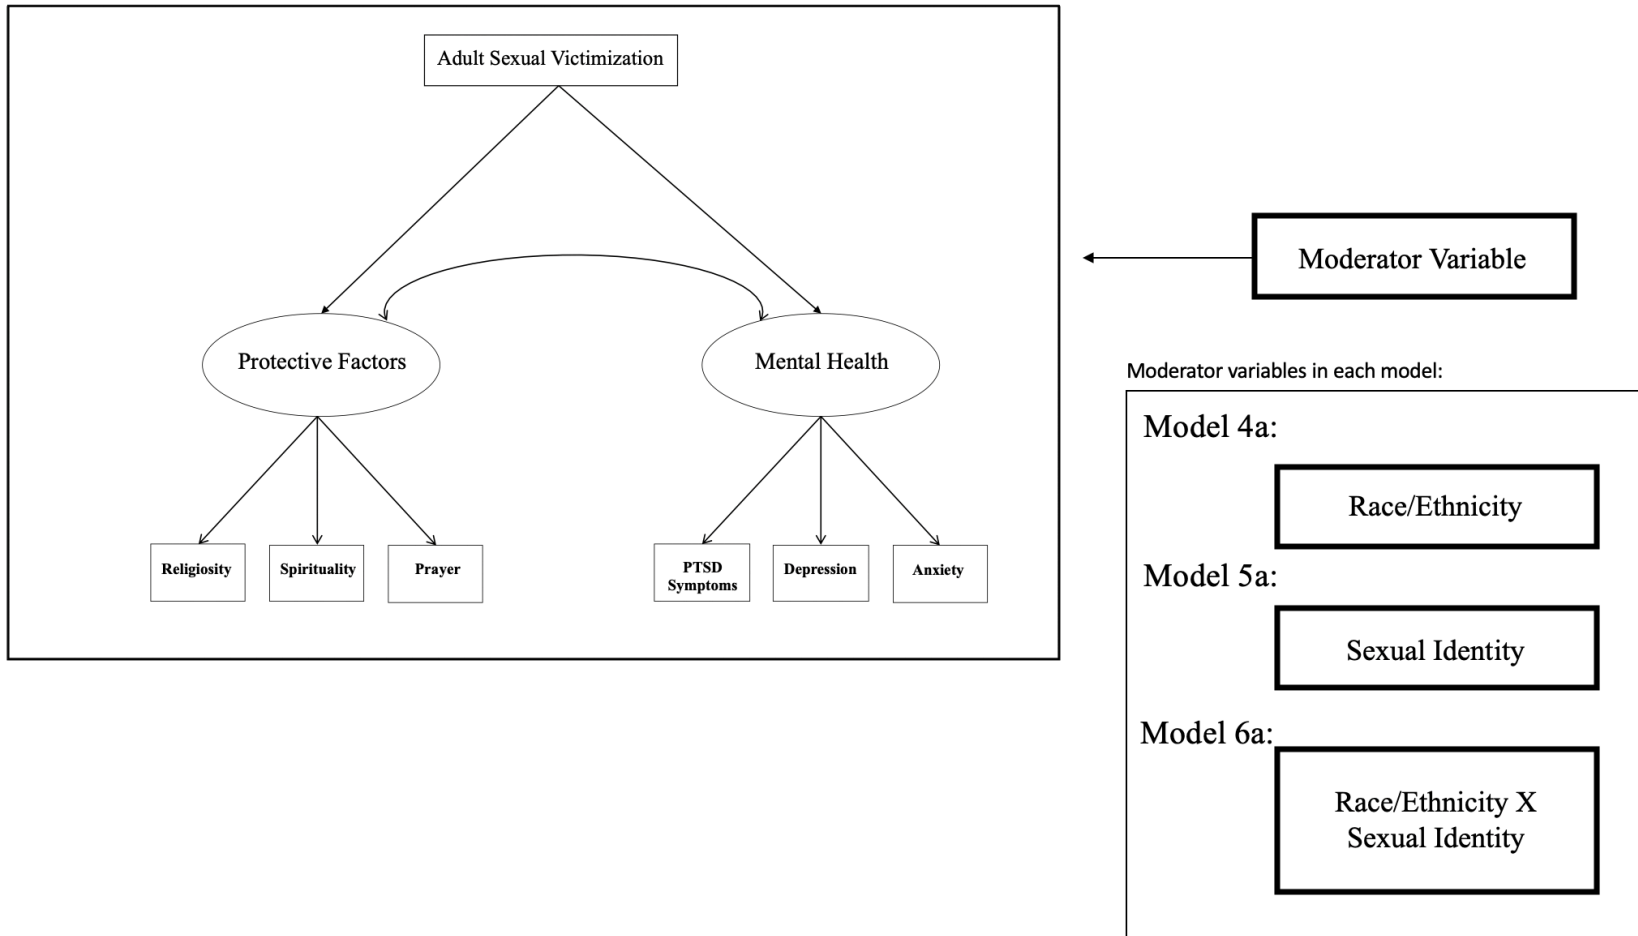 Adult Sexual Victimization
Moderator Variable
Protective Factors
Mental Health
Religiosity
Spirituality
Prayer
PTSD
Symptoms
Depression
Anxiety
Moderator variables in each model:
Model 4a:
Race/Ethnicity
Model 5a:
Sexual Identity
Model 6a:
Race/Ethnicity X
Sexual Identity